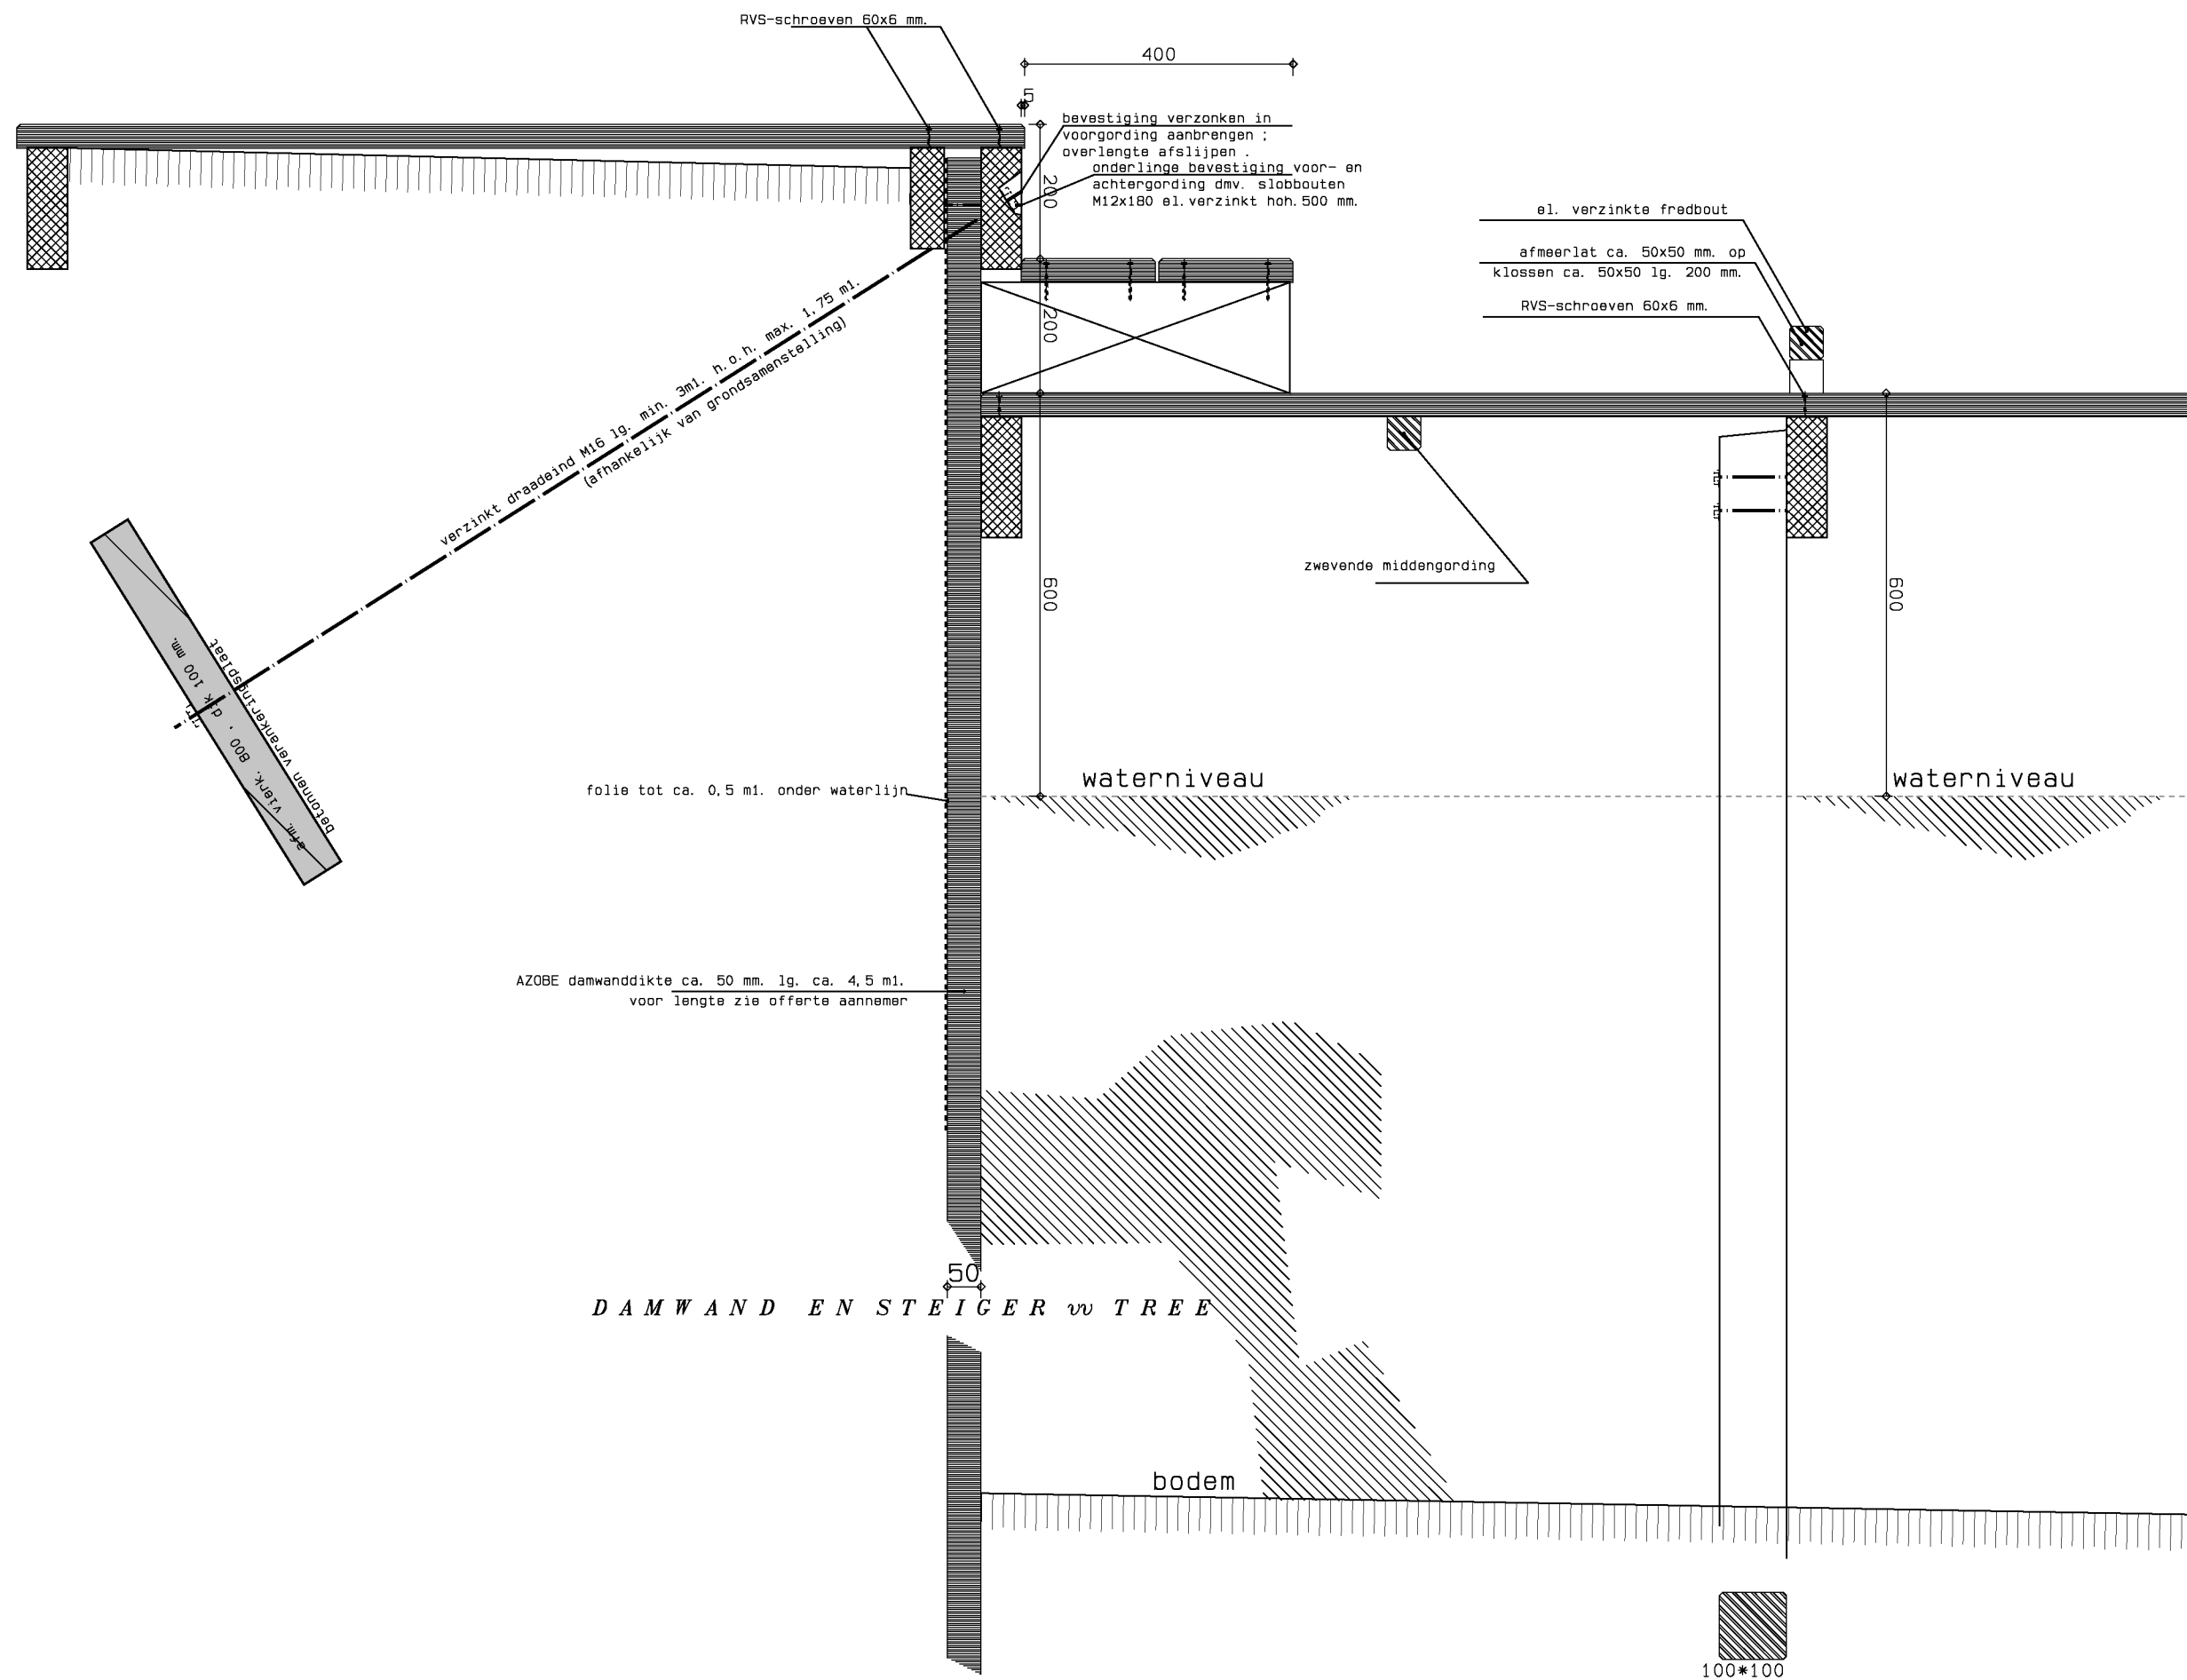 RVS-schroeven 60x6 mm.
400
5
bevestiging verzonken in
voorgording aanbrengen ;
overlengte afslijpen .
onderlinge bevestiging voor- en
achtergording dmv. slobbouten
M12x180 el.verzinkt hoh.500 mm.
200
el. verzinkte fredbout
afmeerlat ca. 50x50 mm. op
klossen ca. 50x50 lg. 200 mm.
RVS-schroeven 60x6 mm.
200
verzinkt draadeind M16 lg. min. 3m1. h.o.h. max. 1,75 m1.
(afhankelijk van grondsamenstelling)
zwevende middengording
600
600
betonnen verankeringsplaat
afm. vierk. 800 , dik 100 mm.
folie tot ca. 0,5 m1. onder waterlijn
waterniveau
waterniveau
AZOBE damwanddikte ca. 50 mm. lg. ca. 4,5 m1.
voor lengte zie offerte aannemer
50
DAMWAND EN STEIGER vv TREE
bodem
100*100